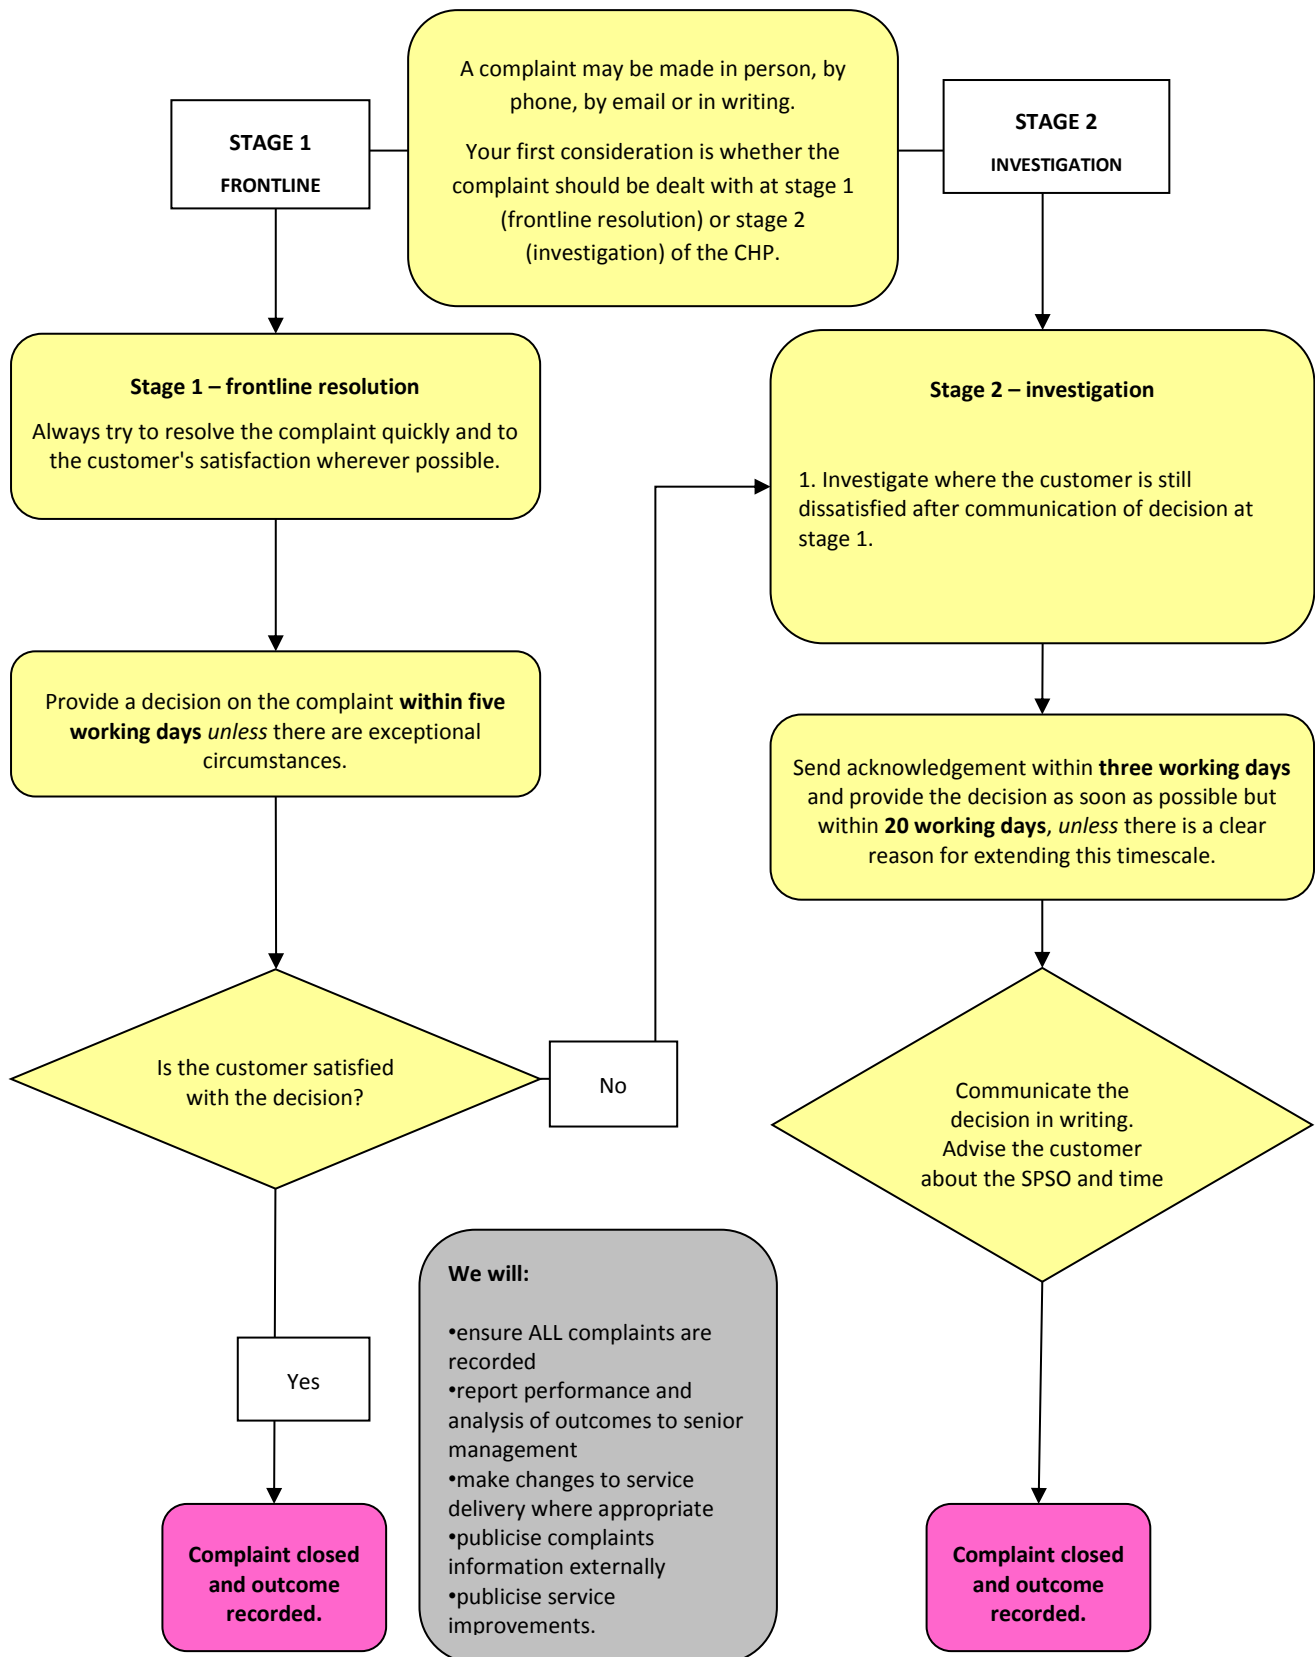 A complaint may be made in person, by
phone, by email or in writing.
Your first consideration is whether the
complaint should be dealt with at stage 1
(frontline resolution) or stage 2
(investigation) of the CHP.
STAGE 1
FRONTLINE
STAGE 2
INVESTIGATION
Stage 1 – frontline resolution
Always try to resolve the complaint quickly and to
the customer's satisfaction wherever possible.
Provide a decision on the complaint within five
working days unless there are exceptional
circumstances.
Is the customer satisfied
with the decision?
No
Yes
Complaint closed
and outcome
recorded.
Stage 2 – investigation
1. Investigate where the customer is still
dissatisfied after communication of decision at
stage 1.
Send acknowledgement within three working days
and provide the decision as soon as possible but
within 20 working days, unless there is a clear
reason for extending this timescale.
Communicate the
decision in writing.
Advise the customer
about the SPSO and time
Complaint closed
and outcome
recorded.
We will:
•ensure ALL complaints are
recorded
•report performance and
analysis of outcomes to senior
management
•make changes to service
delivery where appropriate
•publicise complaints
information externally
•publicise service
improvements.